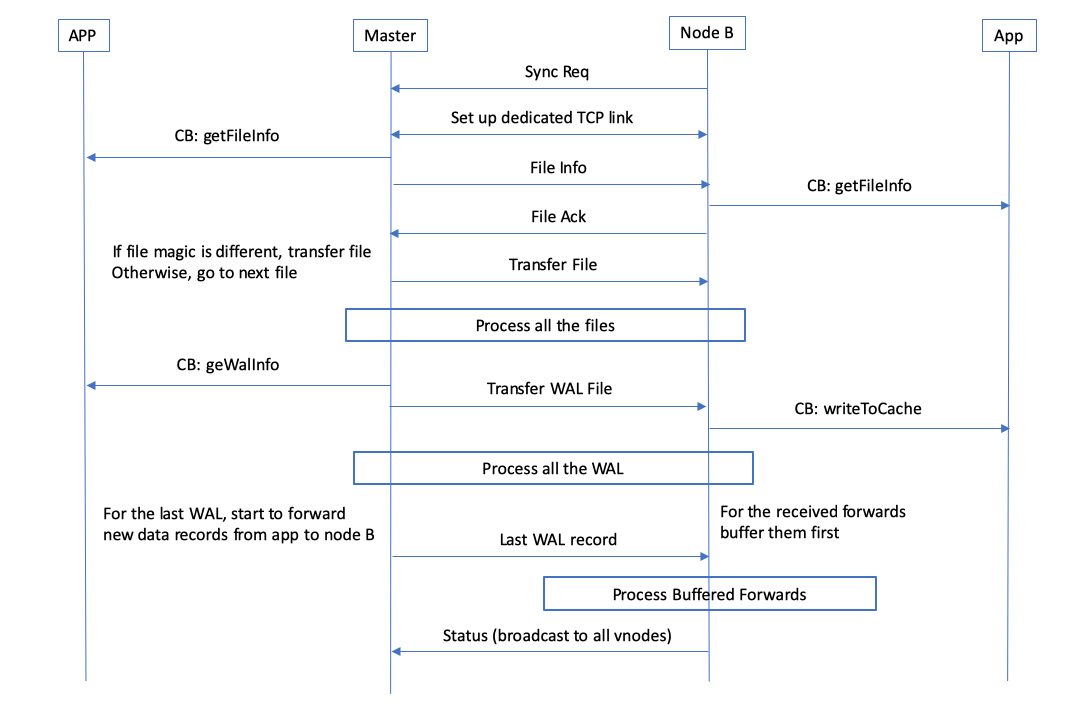 APP
Master
Node B
App
Sync Req
Set up dedicated TCP link
CB: getFileInfo
File Info
CB: getFileInfo
File Ack
If file magic is different, transfer file
Otherwise, go to next file
Transfer File
Process all the files
CB: geWalInfo
Transfer WAL File
CB: writeToCache
Process all the WAL
For the last WAL, start to forward
new data records from app to node B
For the received forwards
buffer them first
Last WAL record
Process Buffered Forwards
Status (broadcast to all vnodes)